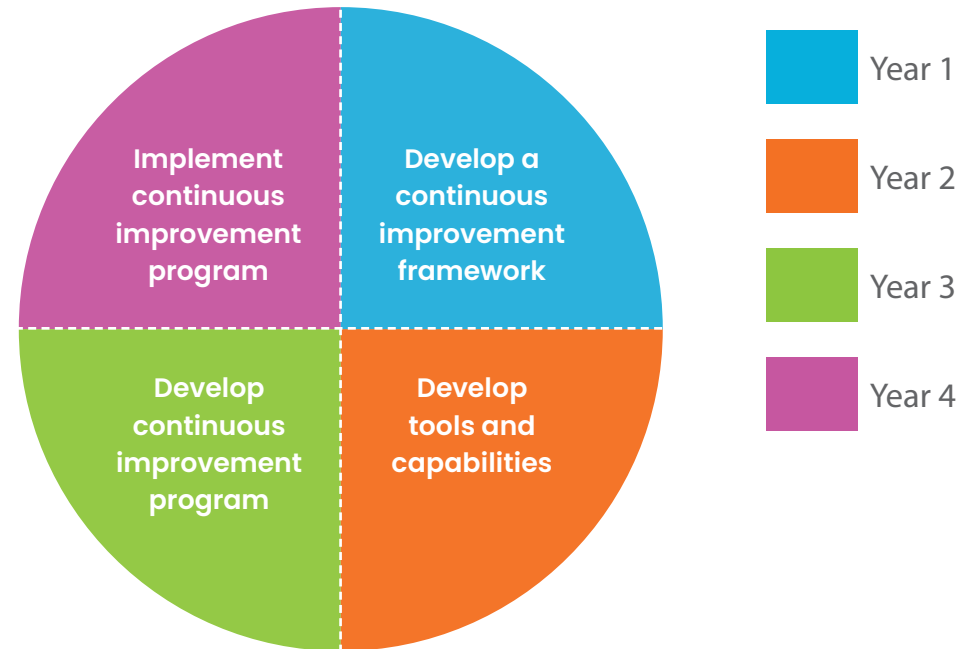 Implement
continuous
improvement
program
Develop a
continuous
improvement
framework
Develop
continuous
improvement
program
Develop
tools and
capabilities
Year 1
Year 2
Year 3
Year 4